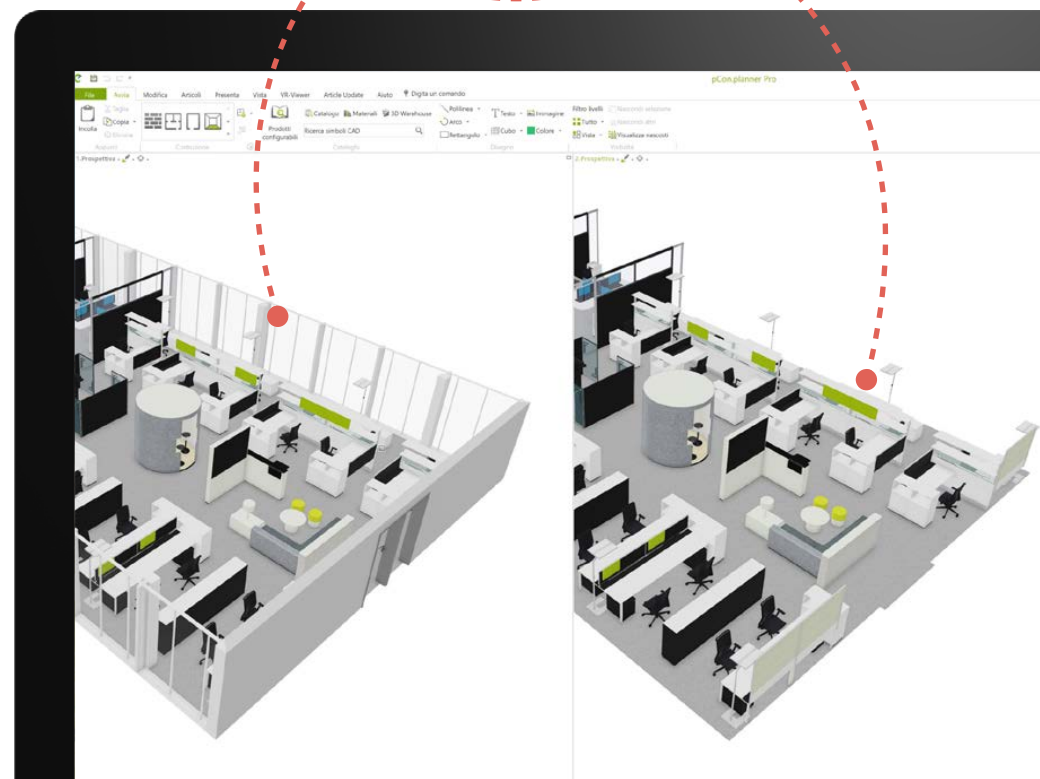 pCon.planner Pro
File Avvia Modifica Articoli Presenta Vista VR-Viewer Article Update Aiuto Digita un comando
Taglia
Incolla Copia
Elimina
Appunti
Costruzione
Prodotti configurabili
Catalogo Materiali 3D Warehouse
Ricerca simboli CAD
Catalogo
Polilinea Testo Immagine
Arco
Rettangolo Cubo Colore
Disegno
Filtro livelli Nascondi selezione
Tutto Nascondi altri
Viste Visualizza nascosti
Visibilità
1.Prospettiva
2.Prospettiva